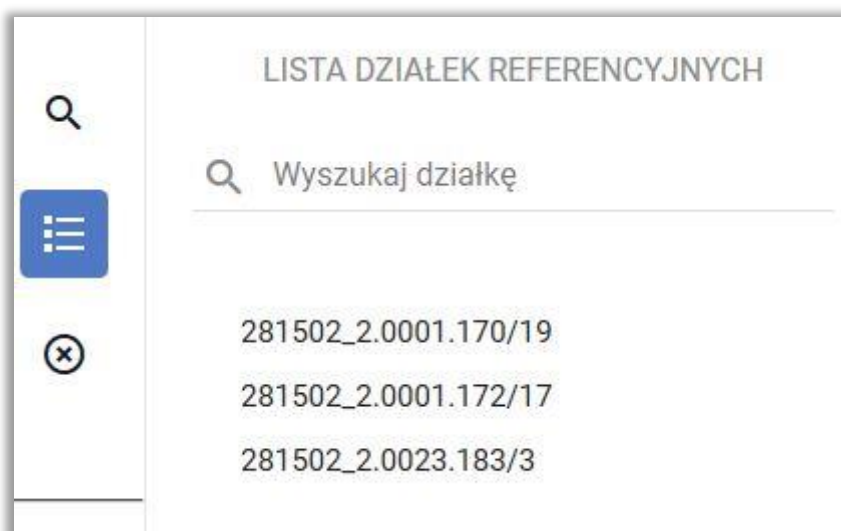 LISTA DZIAŁEK REFERENCYJNYCH
Wyszukaj działkę
281502_2.0001.170/19
281502_2.0001.172/17
281502_2.0023.183/3